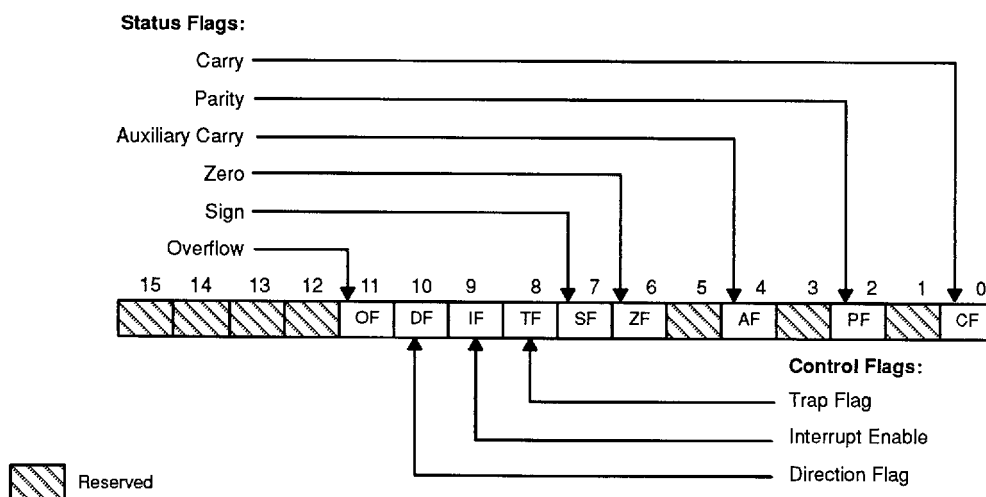 Status Flags:
Carry
Parity
Auxiliary Carry
Zero
Sign
Overflow
15 14 13 12 11 10 9 8 7 6 5 4 3 2 1 0
OF DF IF TF SF ZF AF PF CF
Control Flags:
Trap Flag
Interrupt Enable
Direction Flag
Reserved